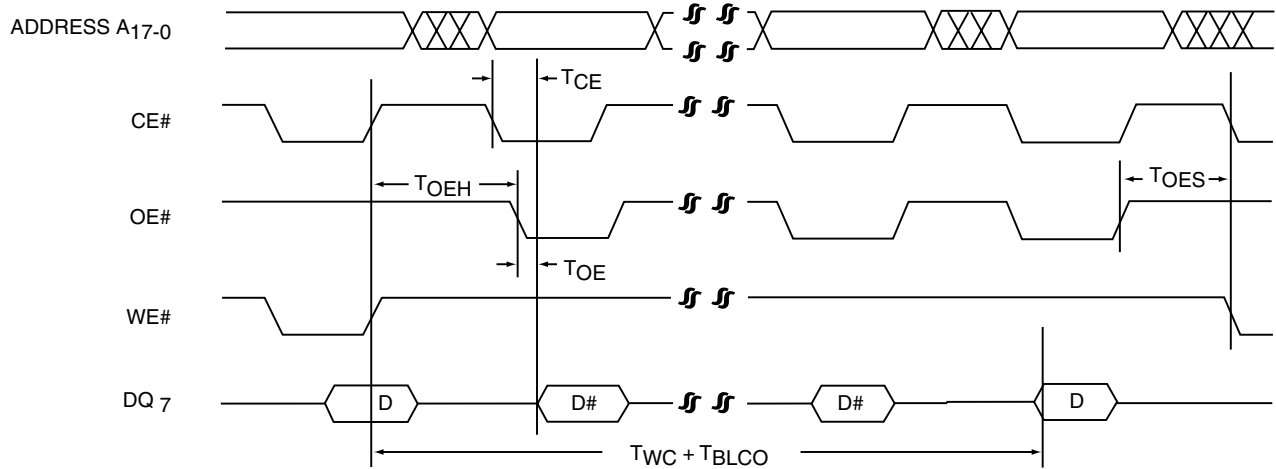 ADDRESS A17-0
TCE
CE#
TOEH
TOES
OE#
TOE
WE#
DQ 7
D
D#
D#
D
TWC + TBLCO